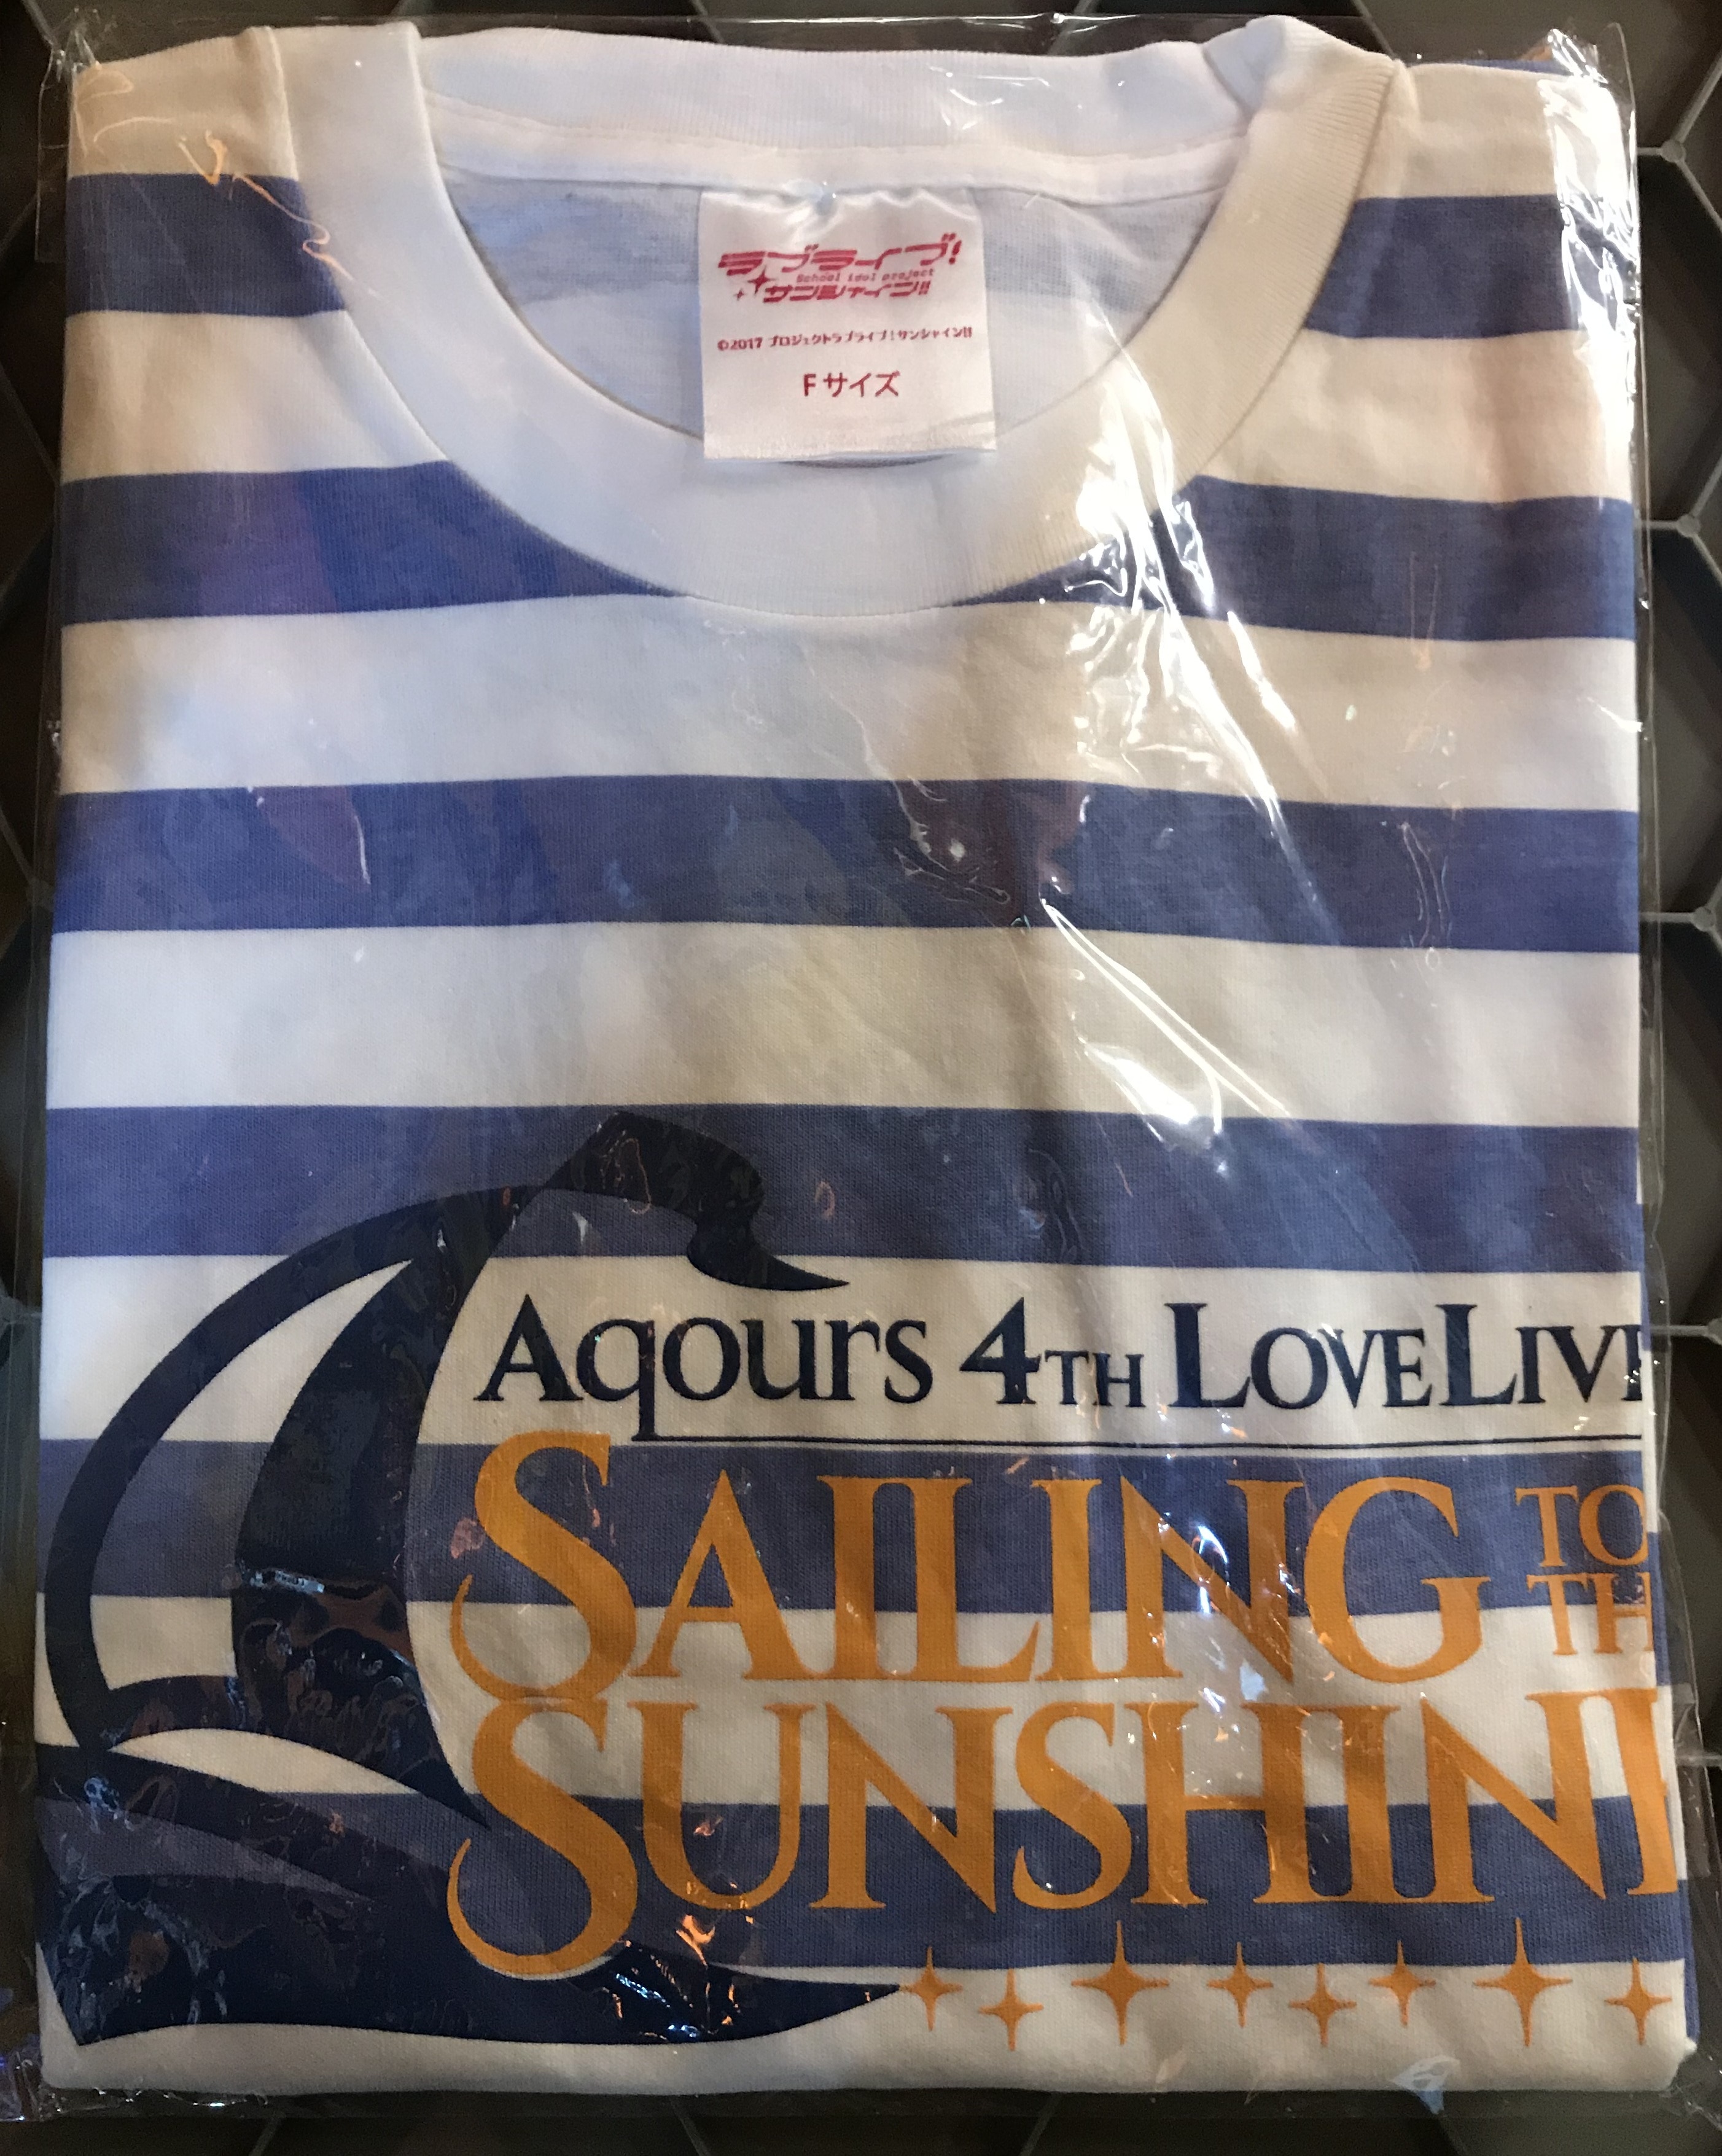 ラブライブ!
School idol project
サンシャイン!!
©2017 プロジェクトラブライブ!サンシャイン!!
Fサイズ
Aqours 4TH LOVELIVE
SAILING TO
TH
SUNSHINE